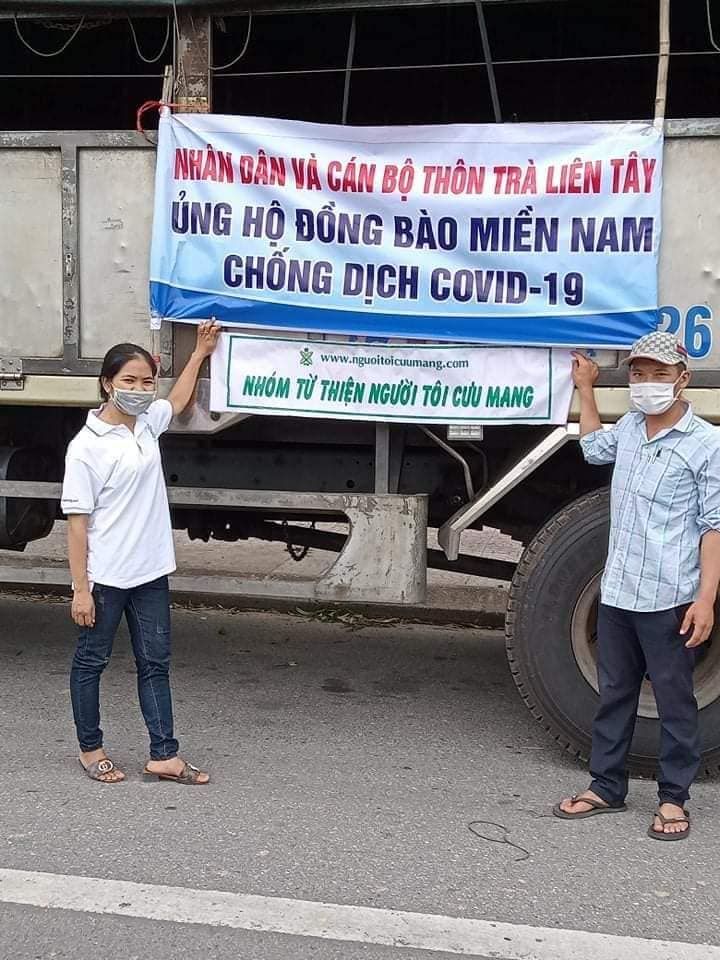 NHÂN DÂN VÀ CÁN BỘ THÔN TRÀ LIÊN TÂY
ỦNG HỘ ĐỒNG BÀO MIỀN NAM
CHỐNG DỊCH COVID-19
26
www.nguoitoicuumang.com
NHÓM TỪ THIỆN NGƯỜI TÔI CƯU MANG